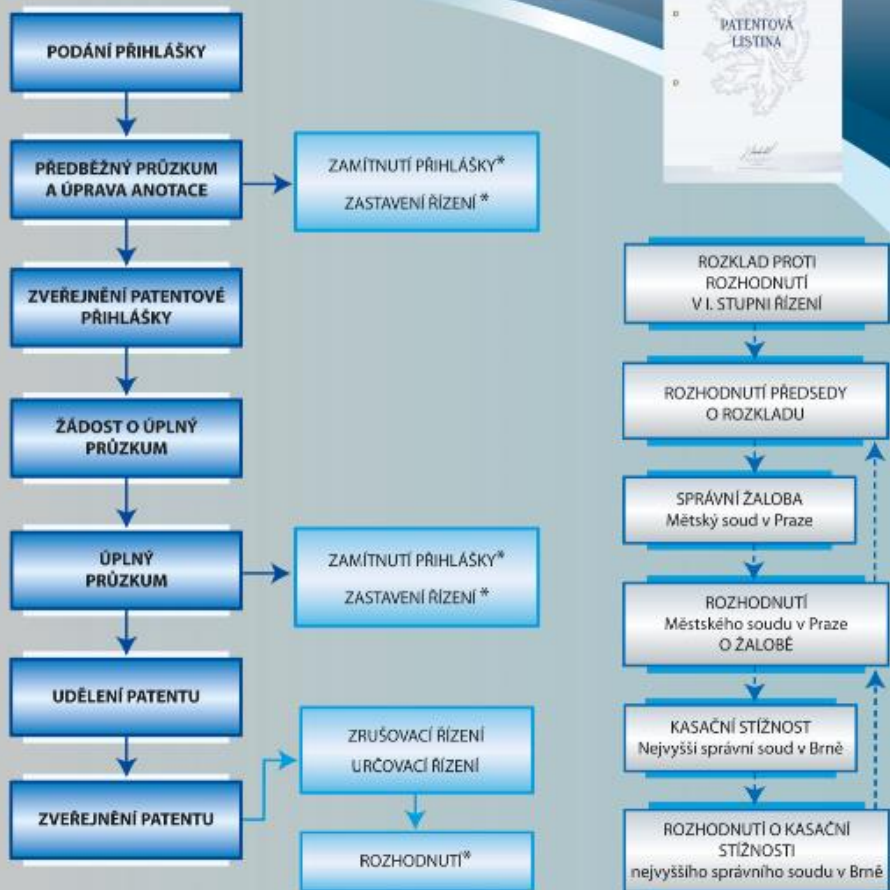 PATENTOVÁ
LISTINA
PODÁNÍ PŘIHLÁŠKY
PŘEDBĚŽNÝ PRŮZKUM
A ÚPRAVA ANOTACE
ZAMÍTNUTÍ PŘIHLÁŠKY*
ZASTAVENÍ ŘÍZENÍ *
ZVEŘEJNĚNÍ PATENTOVÉ
PŘIHLÁŠKY
ŽÁDOST O ÚPLNÝ
PRŮZKUM
ÚPLNÝ
PRŮZKUM
ZAMÍTNUTÍ PŘIHLÁŠKY*
ZASTAVENÍ ŘÍZENÍ *
UDĚLENÍ PATENTU
ZVEŘEJNĚNÍ PATENTU
ZRUŠOVACÍ ŘÍZENÍ
URČOVACÍ ŘÍZENÍ
ROZHODNUTÍ*
ROZKLAD PROTI
ROZHODNUTÍ
V I. STUPNI ŘÍZENÍ
ROZHODNUTÍ PŘEDSEDY
O ROZKLADU
SPRÁVNÍ ŽALOBA
Mětský soud v Praze
ROZHODNUTÍ
Městského soudu v Praze
O ŽALOBĚ
KASAČNÍ STÍŽNOST
Nejvyšší správní soud v Brně
ROZHODNUTÍ O KASAČNÍ
STÍŽNOSTI
nejvyššího správního soudu v Brně